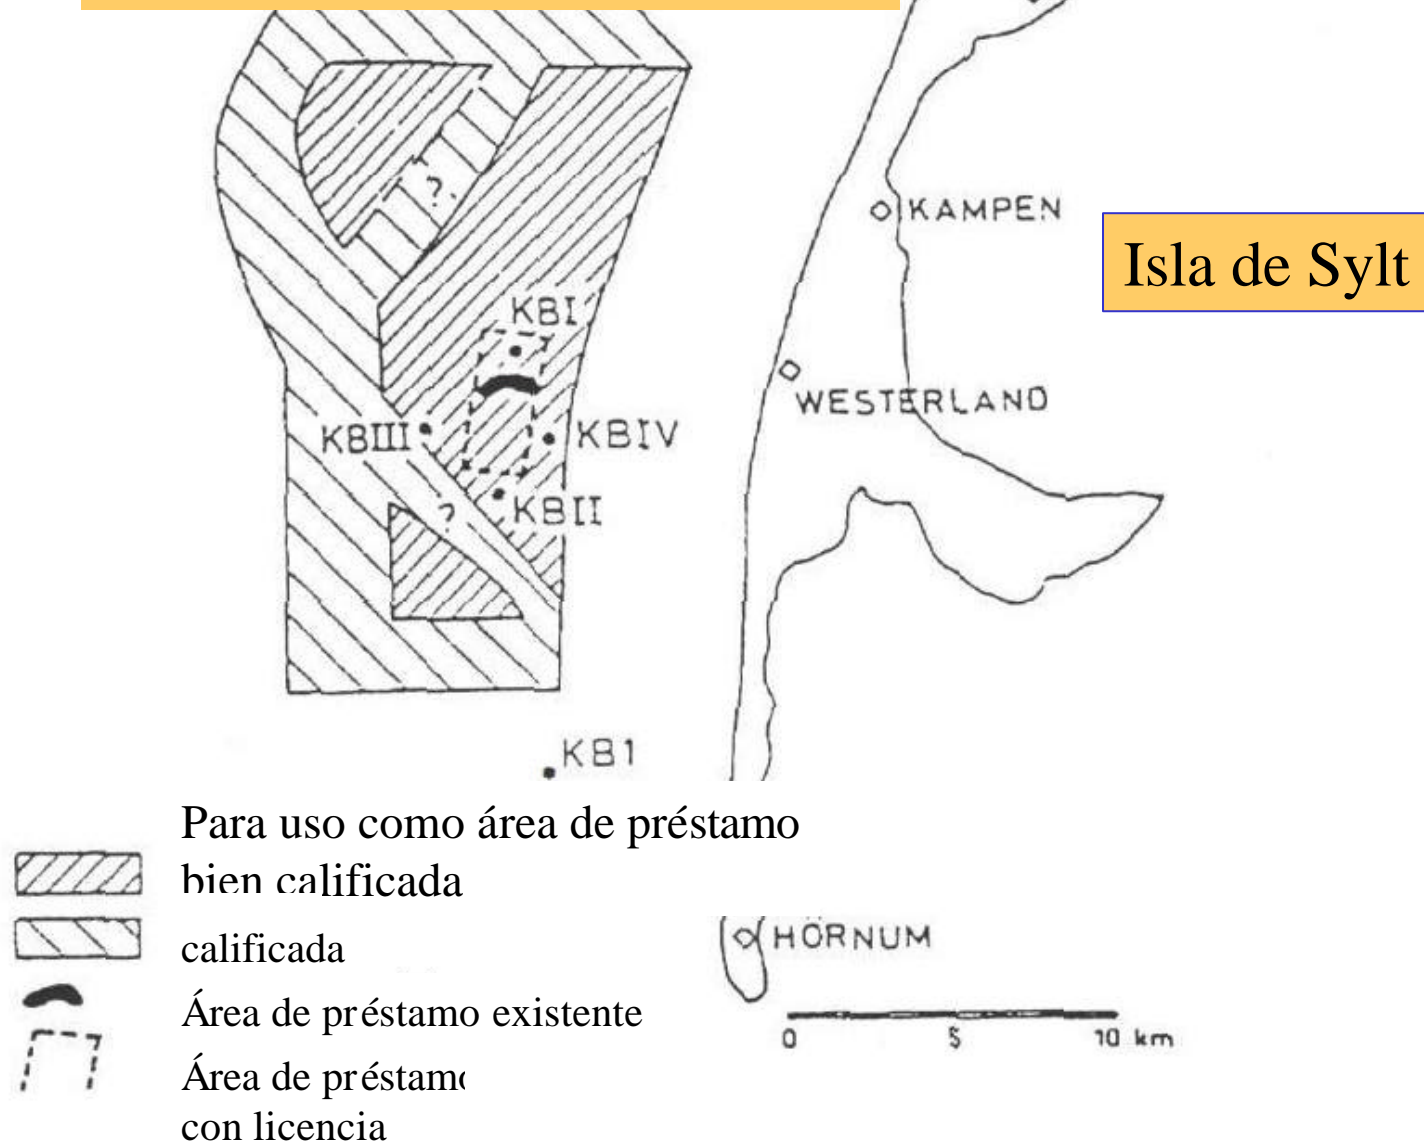 ?
KAMPEN
Isla de Sylt
KBI
WESTERLAND
KBIII
KBIV
KBII
?
KB1
Para uso como área de préstamo
bien calificada
calificada
HÖRNUM
Área de préstamo existente
0 5 10 km
Área de préstamo
con licencia